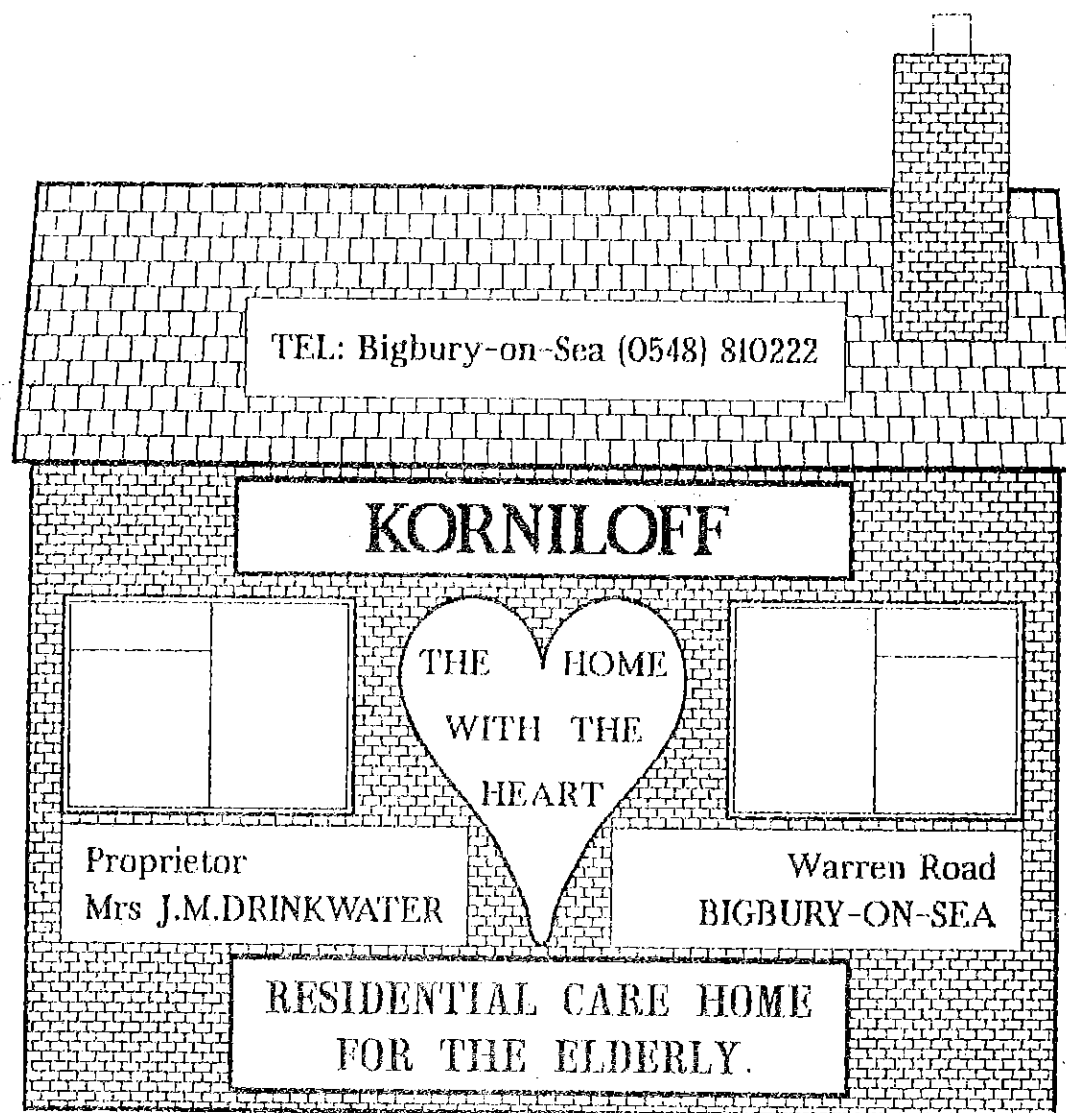 TEL: Bigbury-on-Sea (0548) 810222
KORNILOFF
THE HOME
WITH THE
HEART
Proprietor
Mrs J.M.DRINKWATER
Warren Road
BIGBURY-ON-SEA
RESIDENTIAL CARE HOME
FOR THE ELDERLY.